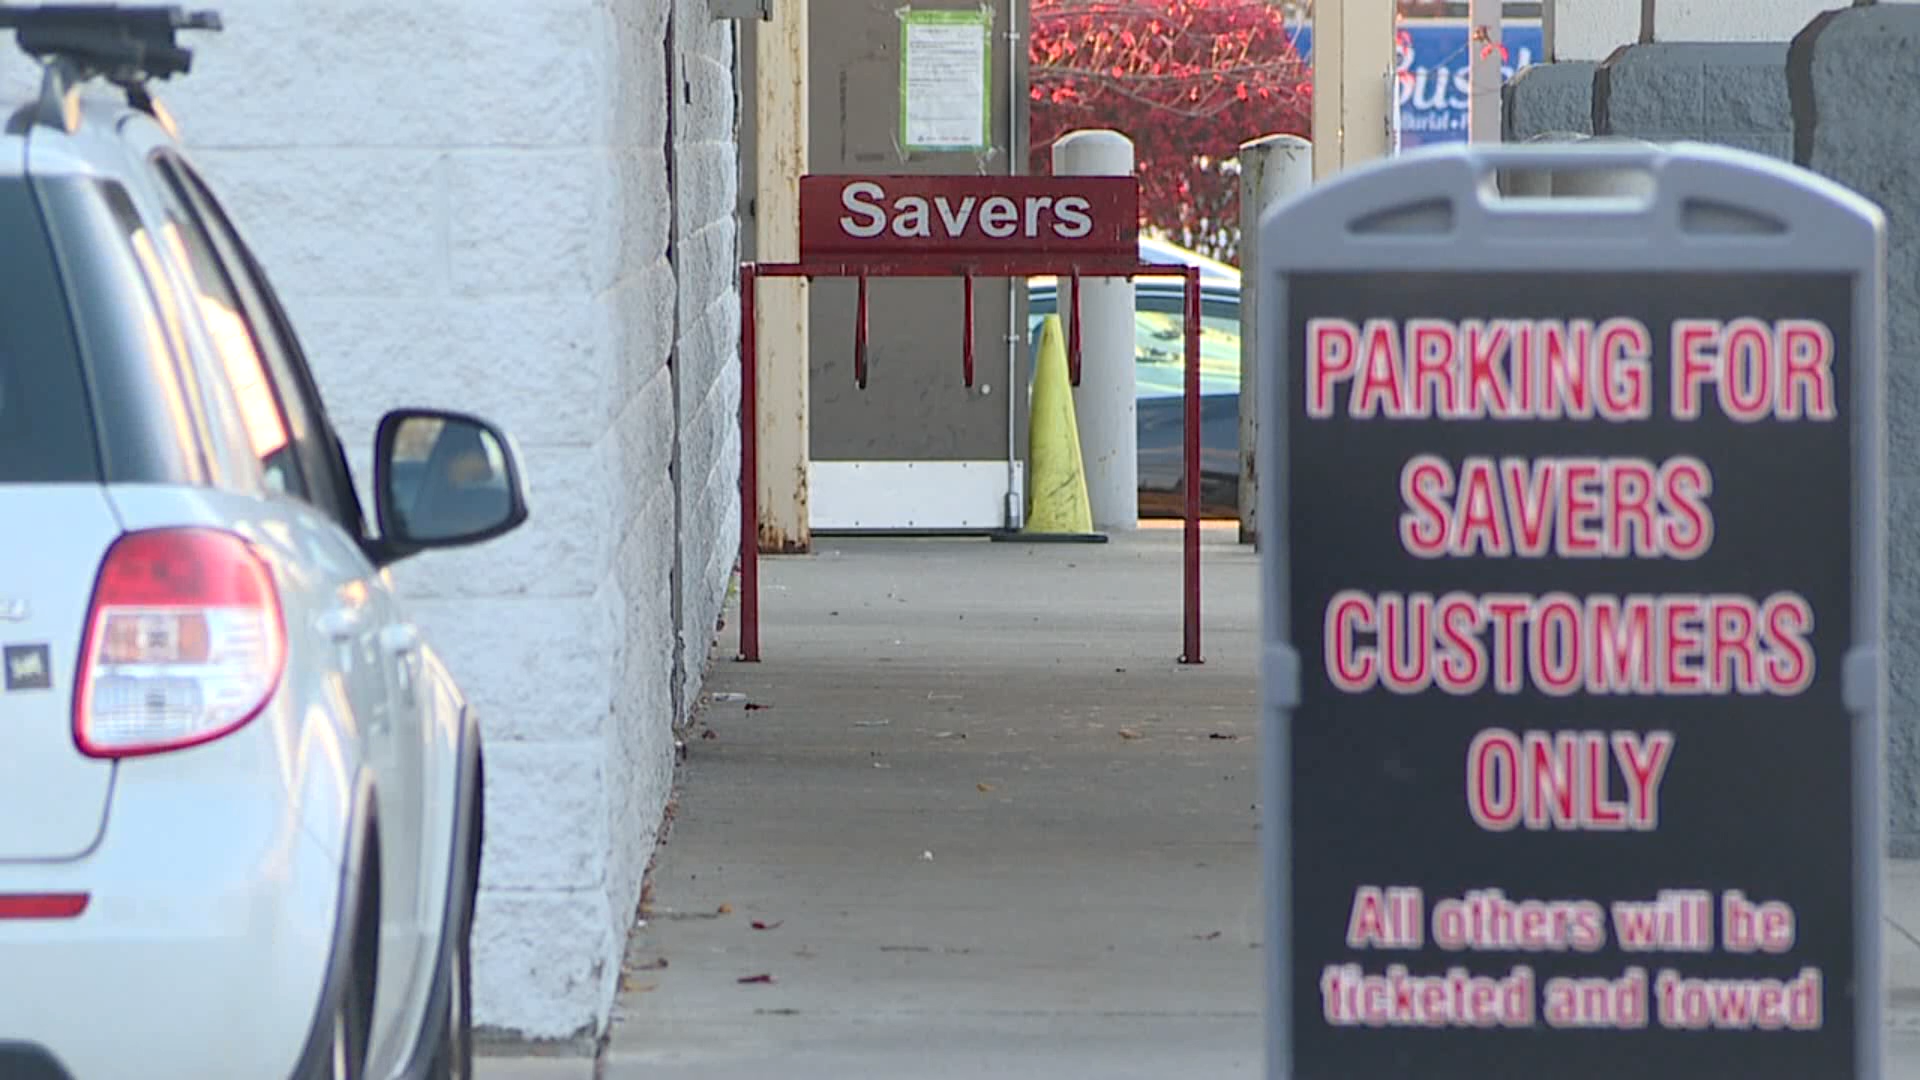 Savers
PARKING FOR
SAVERS
CUSTOMERS
ONLY
All others will be
ticketed and towed